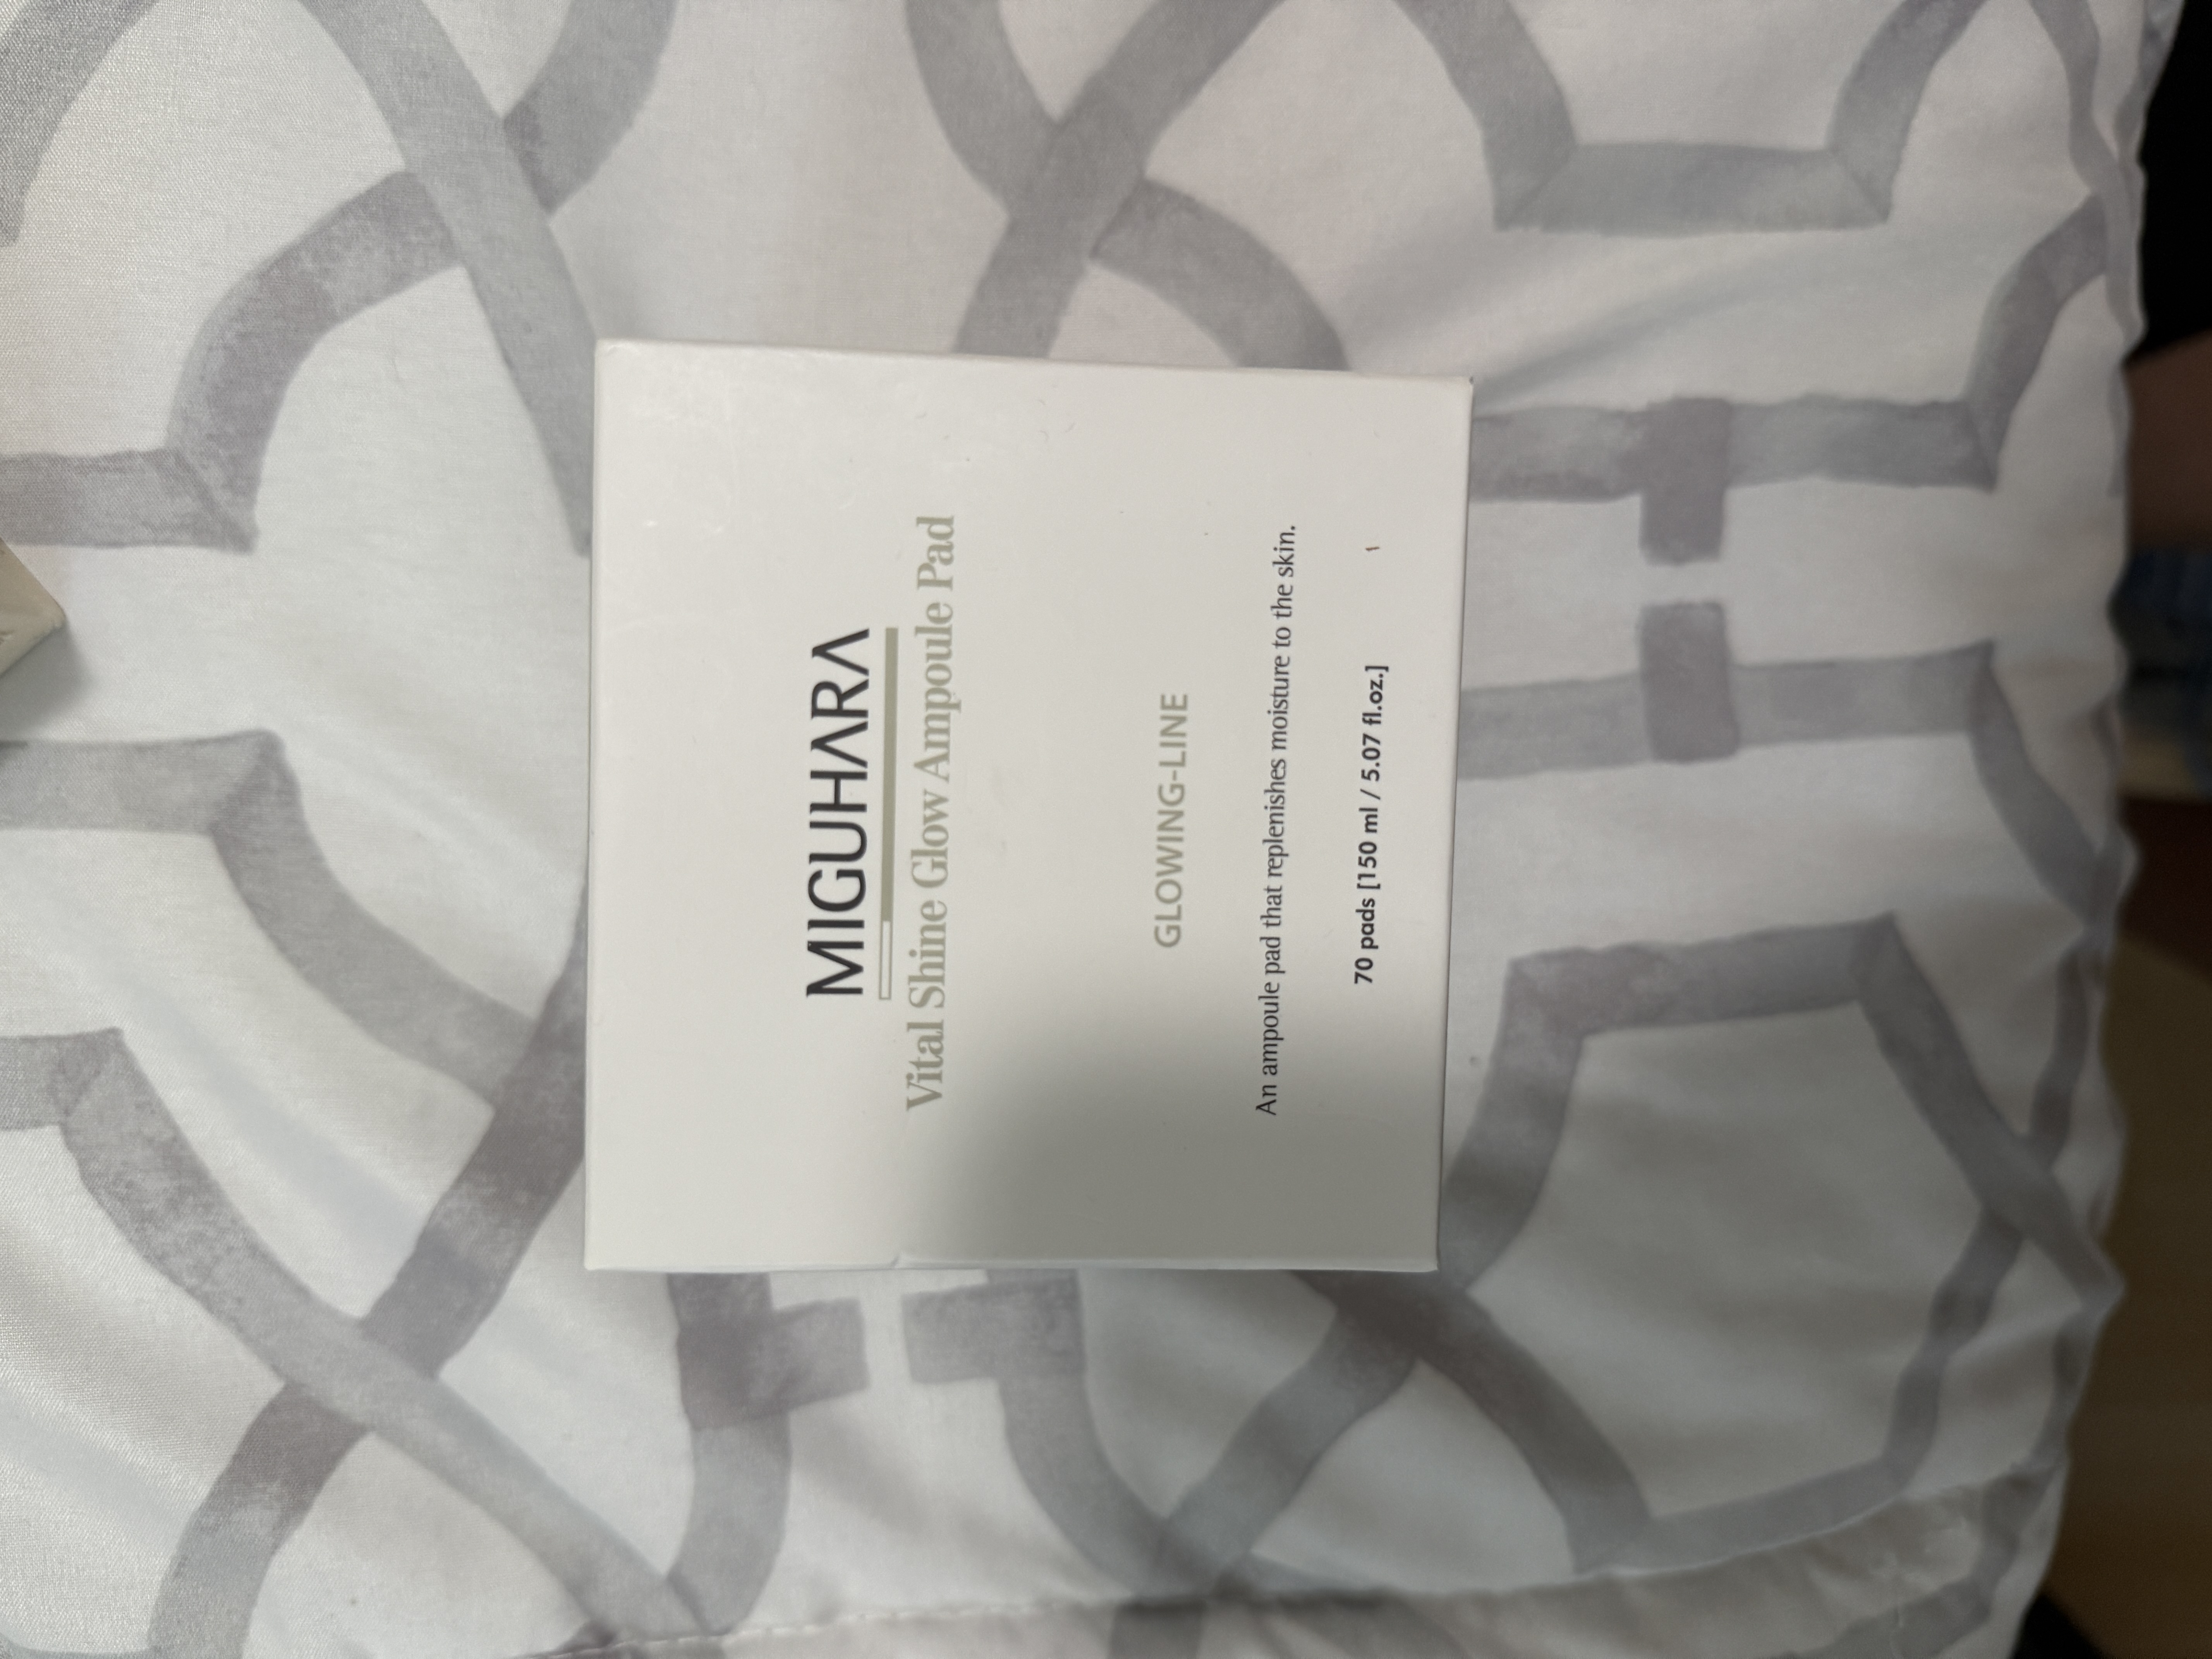 MIGUHARA
Vital Shine Glow Ampoule Pad
GLOWING-LINE
An ampoule pad that replenishes moisture to the skin.
70 pads [150 ml / 5.07 fl.oz.]